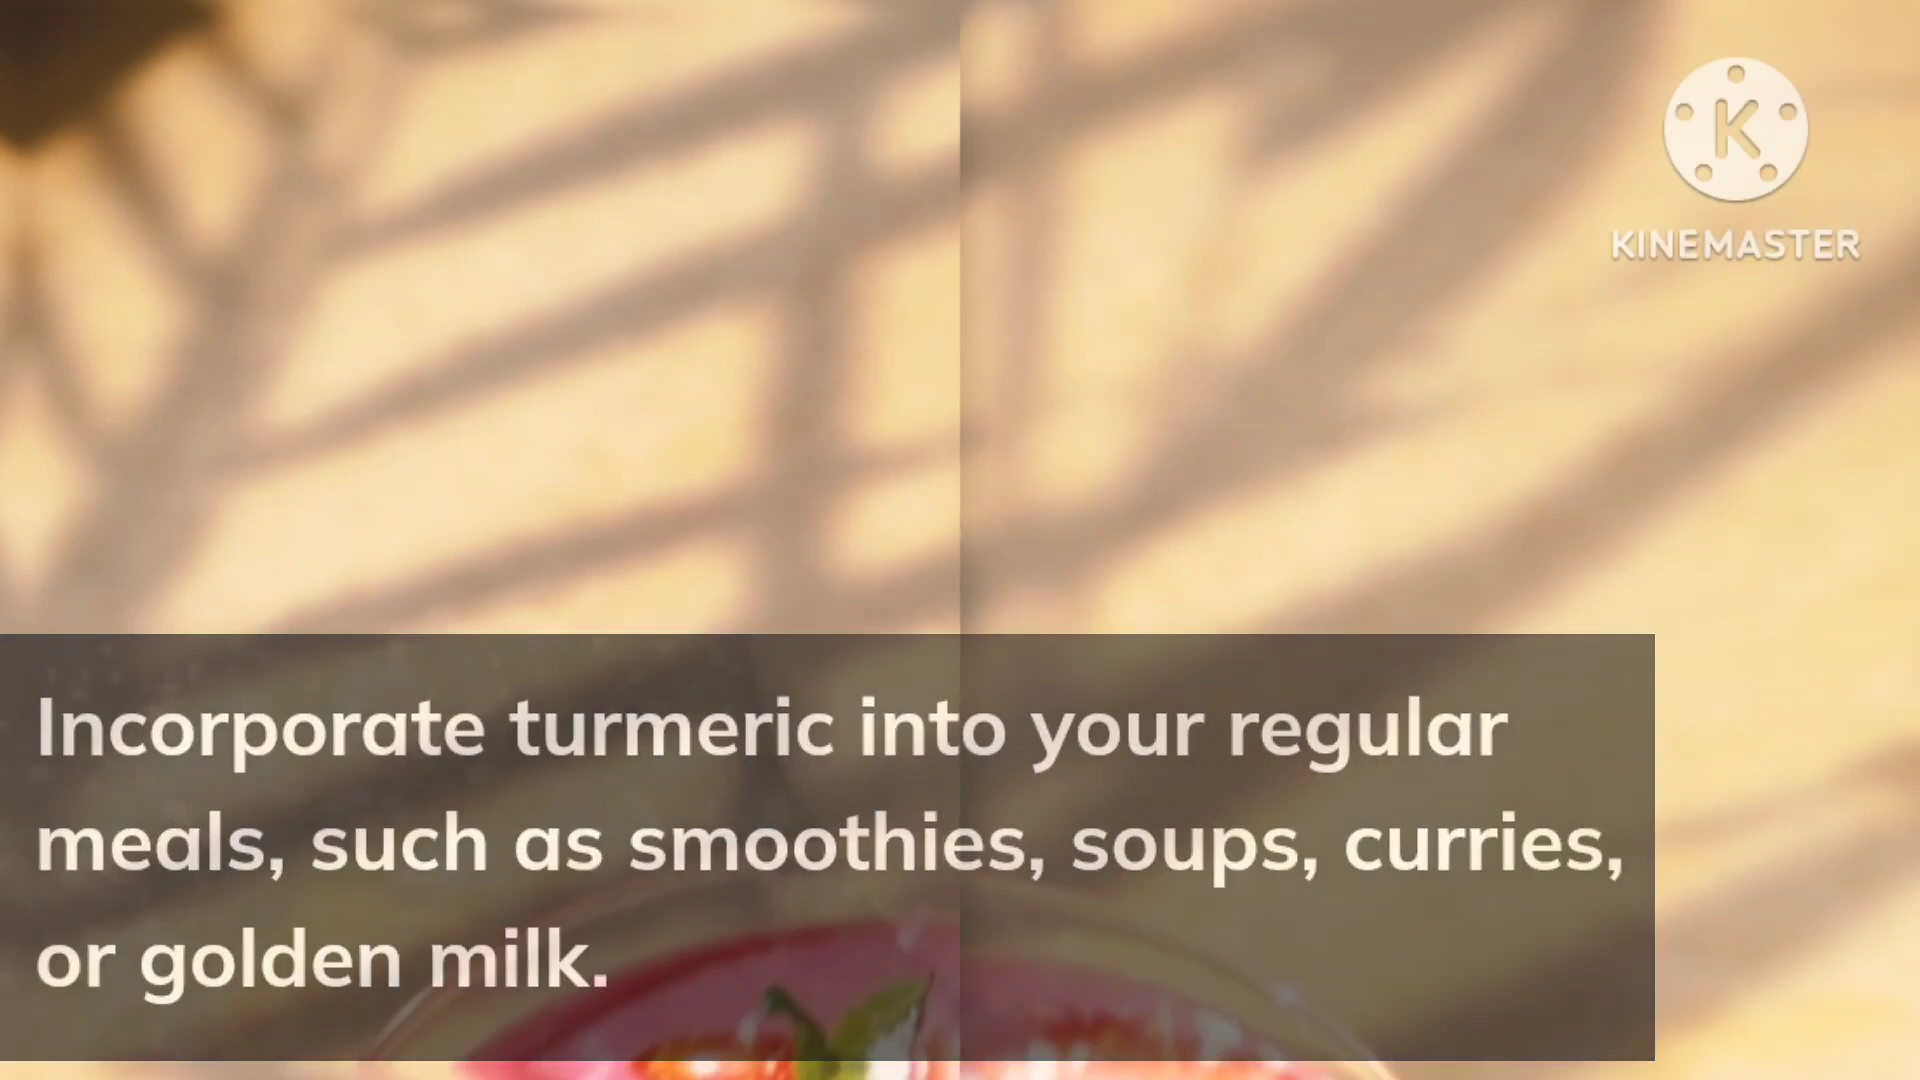 K
KINEMASTER
Incorporate turmeric into your regular
meals, such as smoothies, soups, curries,
or golden milk.